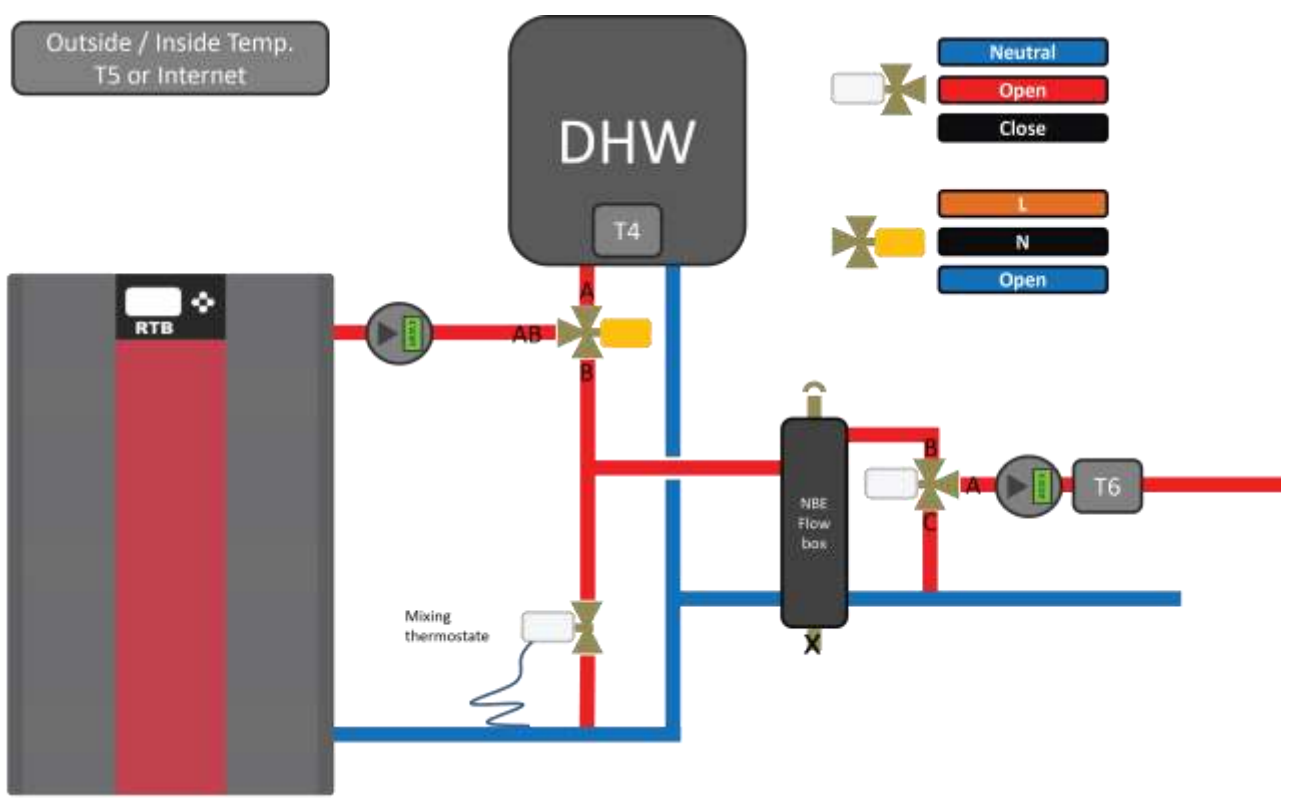 Outside / Inside Temp.
T5 or Internet
DHW
T4
Neutral
Open
Close
L
N
Open
RTB
A
AB
B
B
A
T6
C
NBE
Flow
box
Mixing
thermostate
X